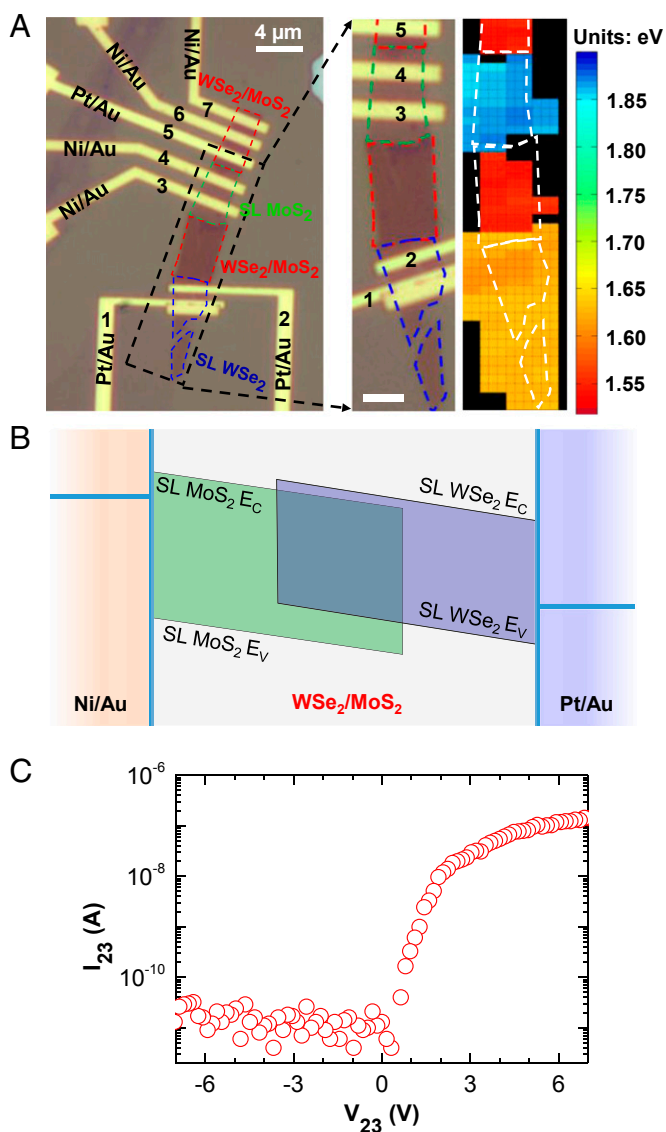 A
4 μm
Ni/Au
Ni/Au
Pt/Au
Ni/Au
Ni/Au
7
6
5
4
3
WSe2/MoS2
SL MoS2
WSe2/MoS2
1
2
Pt/Au
SL WSe2
Pt/Au
5
4
3
2
1
Units: eV
1.85
1.80
1.75
1.70
1.65
1.60
1.55
B
SL MoS2 EC
SL WSe2 EC
SL MoS2 EV
SL WSe2 EV
Ni/Au
WSe2/MoS2
Pt/Au
C
I23 (A)
10-6
10-8
10-10
-6 -3 0 3 6
V23 (V)